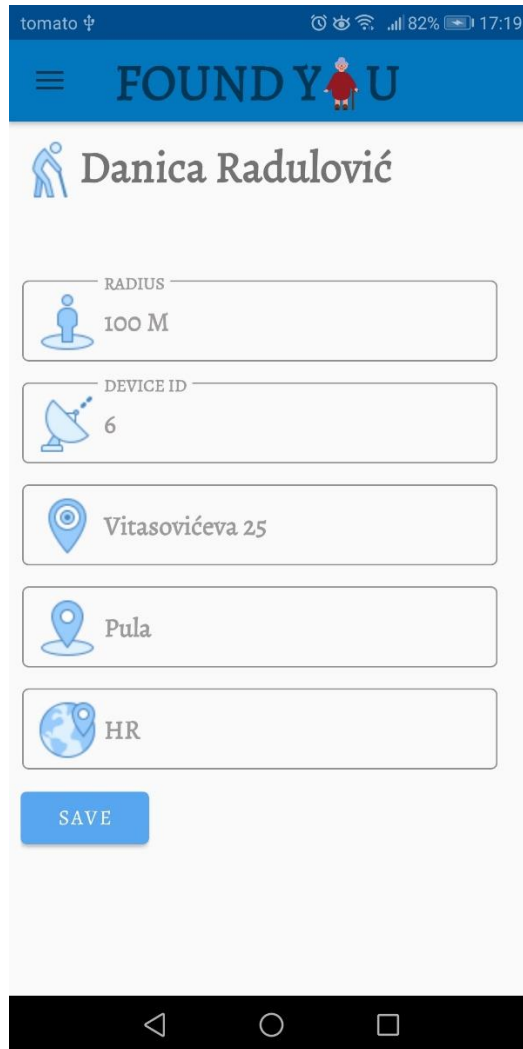 tomato 82% 17:19
FOUND Y U
Danica Radulović
RADIUS
100 M
DEVICE ID
6
Vitasovićeva 25
Pula
HR
SAVE